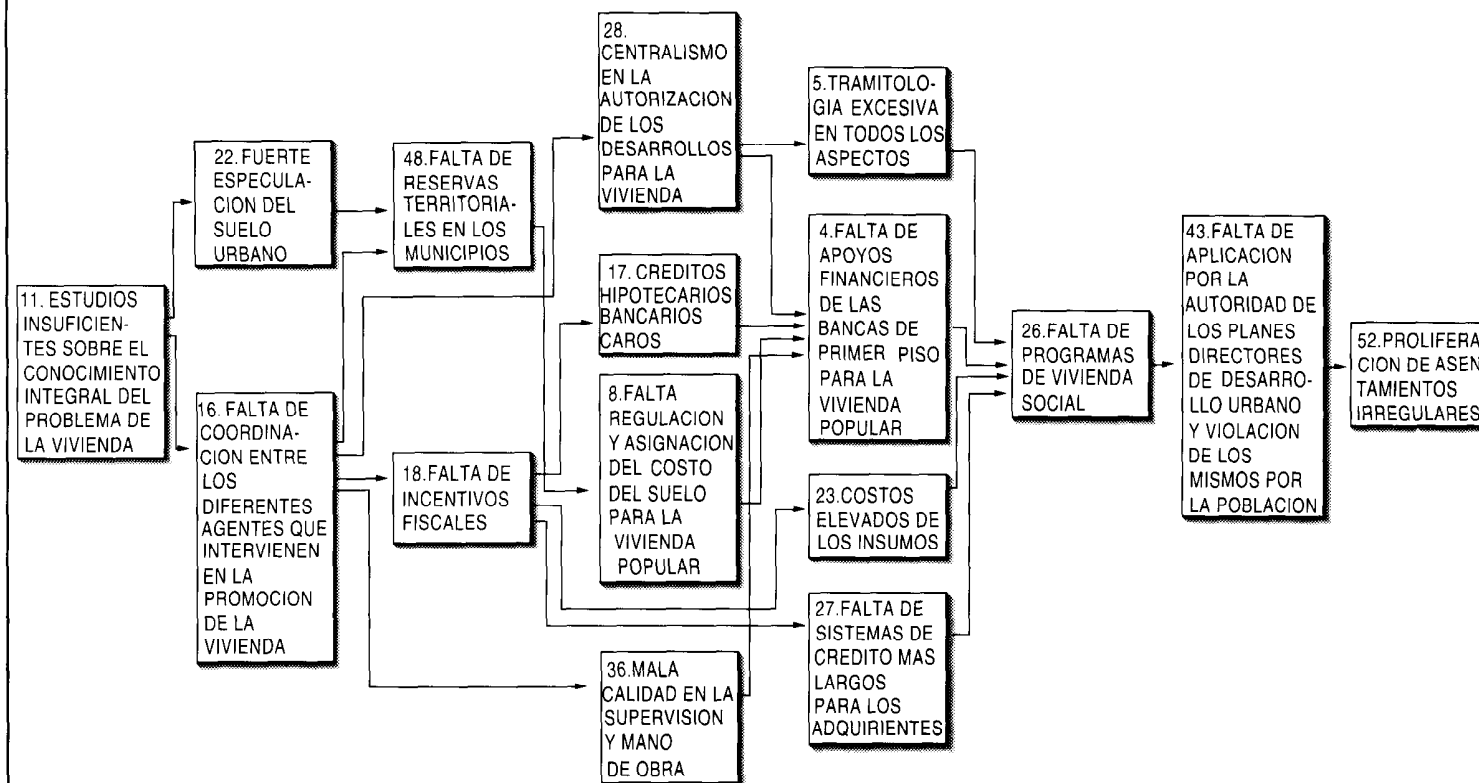 11. ESTUDIOS
INSUFICIEN-
TES SOBRE EL
CONOCIMIENTO
INTEGRAL DEL
PROBLEMA DE
LA VIVIENDA
22.FUERTE
ESPECULA-
CION DEL
SUELO
URBANO
16. FALTA DE
COORDINA-
CION ENTRE
LOS
DIFERENTES
AGENTES QUE
INTERVIENEN
EN LA
PROMOCION
DE LA
VIVIENDA
48.FALTA DE
RESERVAS
TERRITORIA-
LES EN LOS
MUNICIPIOS
18.FALTA DE
INCENTIVOS
FISCALES
28.
CENTRALISMO
EN LA
AUTORIZACION
DE LOS
DESARROLLOS
PARA LA
VIVIENDA
17. CREDITOS
HIPOTECARIOS
BANCARIOS
CAROS
8. FALTA
REGULACION
Y ASIGNACION
DEL COSTO
DEL SUELO
PARA LA
VIVIENDA
POPULAR
36.MALA
CALIDAD EN LA
SUPERVISION
Y MANO
DE OBRA
5.TRAMITOLO-
GIA EXCESIVA
EN TODOS LOS
ASPECTOS
4.FALTA DE
APOYOS
FINANCIEROS
DE LAS
BANCAS DE
PRIMER PISO
PARA LA
VIVIENDA
POPULAR
23.COSTOS
ELEVADOS DE
LOS INSUMOS
27.FALTA DE
SISTEMAS DE
CREDITO MAS
LARGOS
PARA LOS
ADQUIRIENTES
26.FALTA DE
PROGRAMAS
DE VIVIENDA
SOCIAL
43.FALTA DE
APLICACION
POR LA
AUTORIDAD DE
LOS PLANES
DIRECTORES
DE DESARRO-
LLO URBANO
Y VIOLACION
DE LOS
MISMOS POR
LA POBLACION
52.PROLIFERA
CION DE ASEN
TAMIENTOS
IRREGULARES